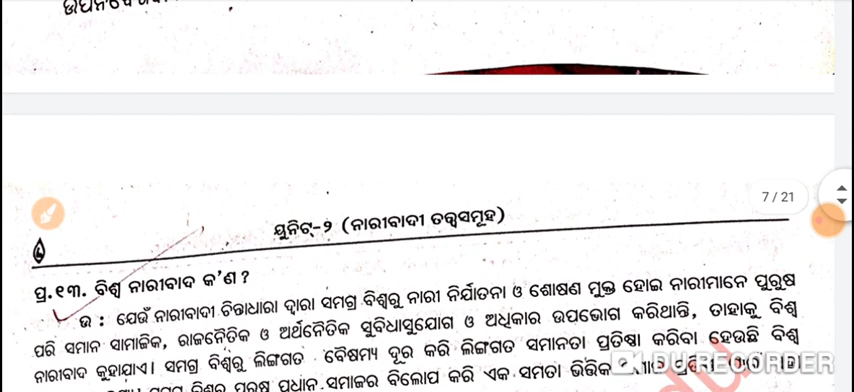 7 / 21
ୟୁନିଟ୍-୨ (ନାରୀବାଦୀ ତତ୍ତ୍ୱସମୂହ)
ପ୍ର.୧୩. ବିଶ୍ୱ ନାରୀବାଦ କ'ଣ ?
ଉ : ଯେଉଁ ନାରୀବାଦୀ ଚିନ୍ତାଧାରା ଦ୍ୱାରା ସମଗ୍ର ବିଶ୍ୱରୁ ନାରୀ ନିର୍ଯାତନା ଓ ଶୋଷଣ ମୁକ୍ତ ହୋଇ ନାରୀମାନେ ପୁରୁଷ
ପରି ସମାନ ସାମାଜିକ, ରାଜନୈତିକ ଓ ଅର୍ଥନୈତିକ ସୁବିଧାସୁଯୋଗ ଓ ଅଧିକାର ଉପଭୋଗ କରିଥାନ୍ତି, ତାହାକୁ ବିଶ୍ୱ
ନାରୀବାଦ କୁହାଯାଏ। ସମଗ୍ର ବିଶ୍ୱରୁ ଲିଙ୍ଗଗତ ବୈଷମ୍ୟ ଦୂର କରି ଲିଙ୍ଗଗତ ସମାନତା ପ୍ରତିଷ୍ଠା କରିବା ହେଉଛି ବିଶ୍ୱ
ପୁରୁଷ ପ୍ରଧାନ ସମାଜର ବିଲୋପ କରି ଏକ ସମତା ଭିତ୍ତିକ
DU RECORDER